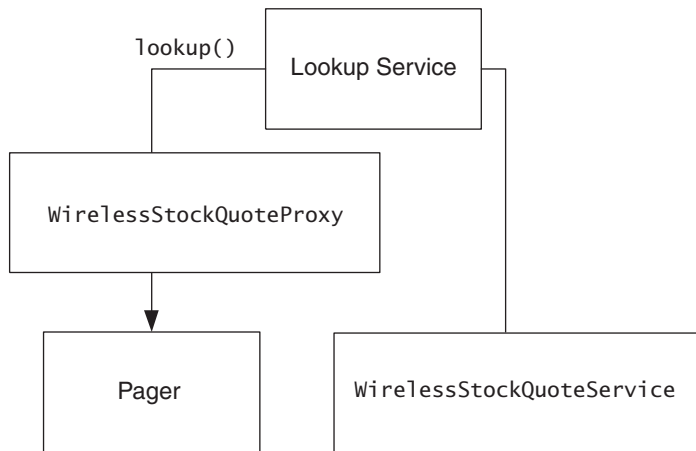 lookup()
Lookup Service
WirelessStockQuoteProxy
Pager
WirelessStockQuoteService